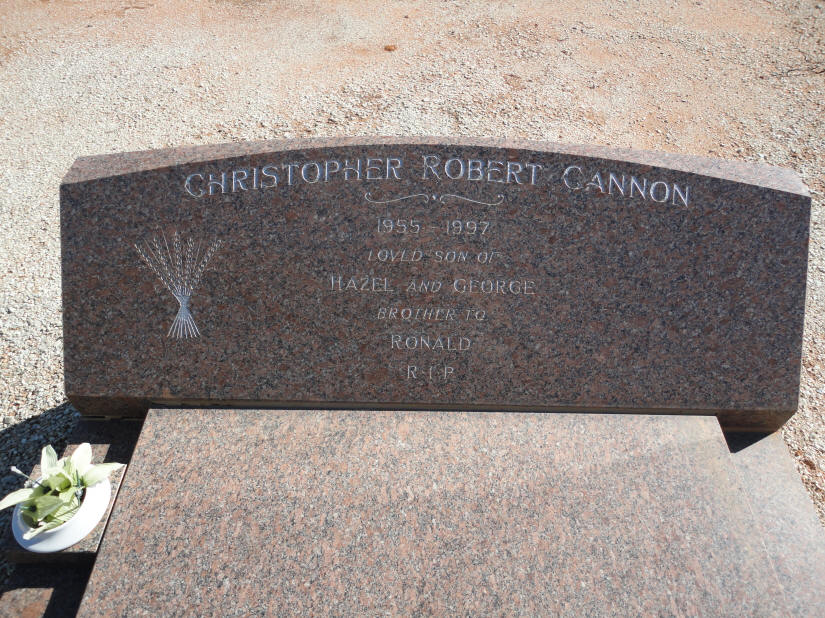 CHRISTOPHER ROBERT CANNON
1955 - 1997
LOVED SON OF
HAZEL AND GEORGE
BROTHER TO
RONALD
R·I·P